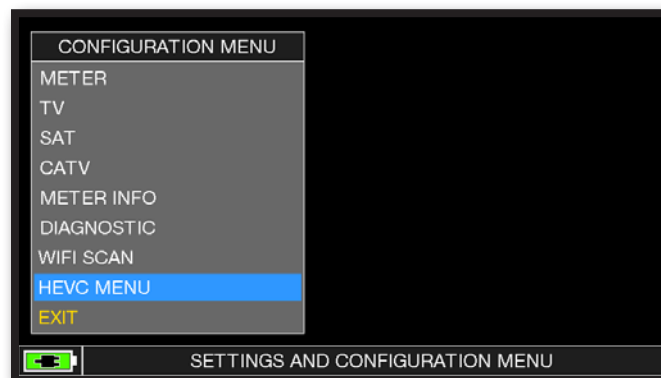 CONFIGURATION MENU
METER
TV
SAT
CATV
METER INFO
DIAGNOSTIC
WIFI SCAN
HEVC MENU
EXIT
SETTINGS AND CONFIGURATION MENU